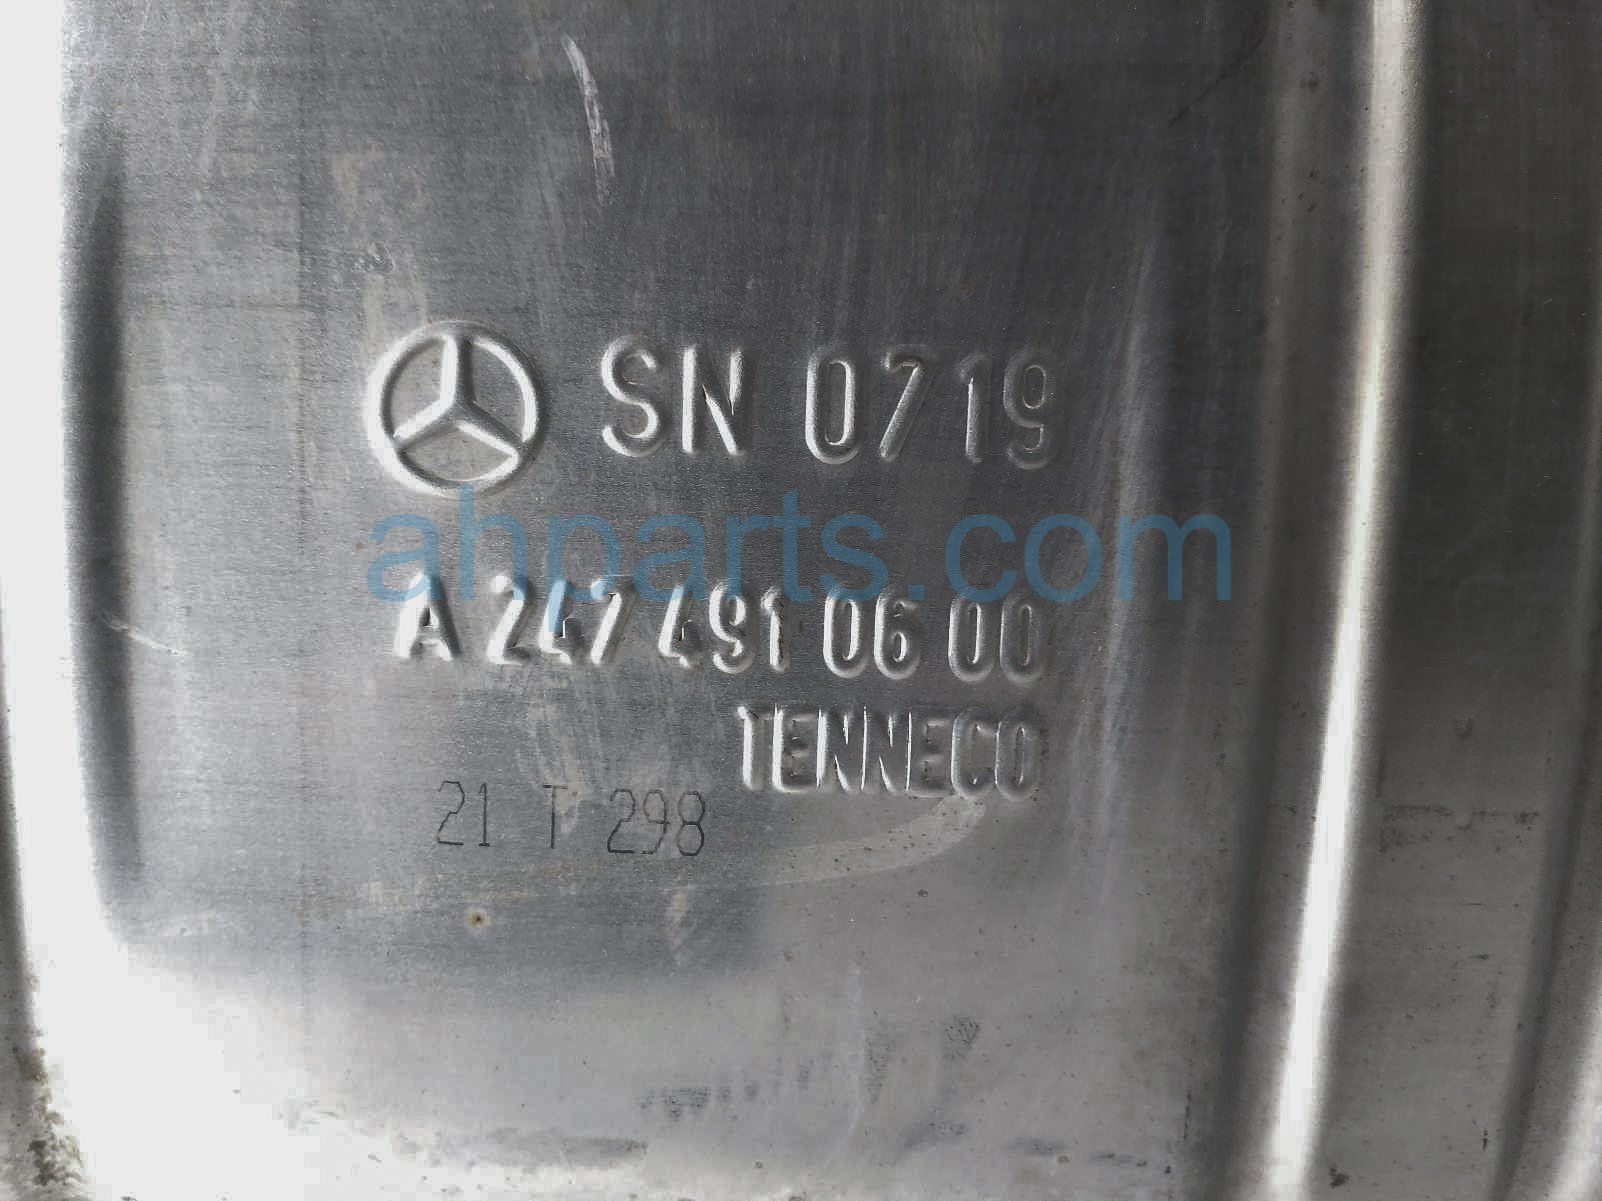 SN 0719
ahparts.com
A 247 491 06 00
TENNECO
21 T 298